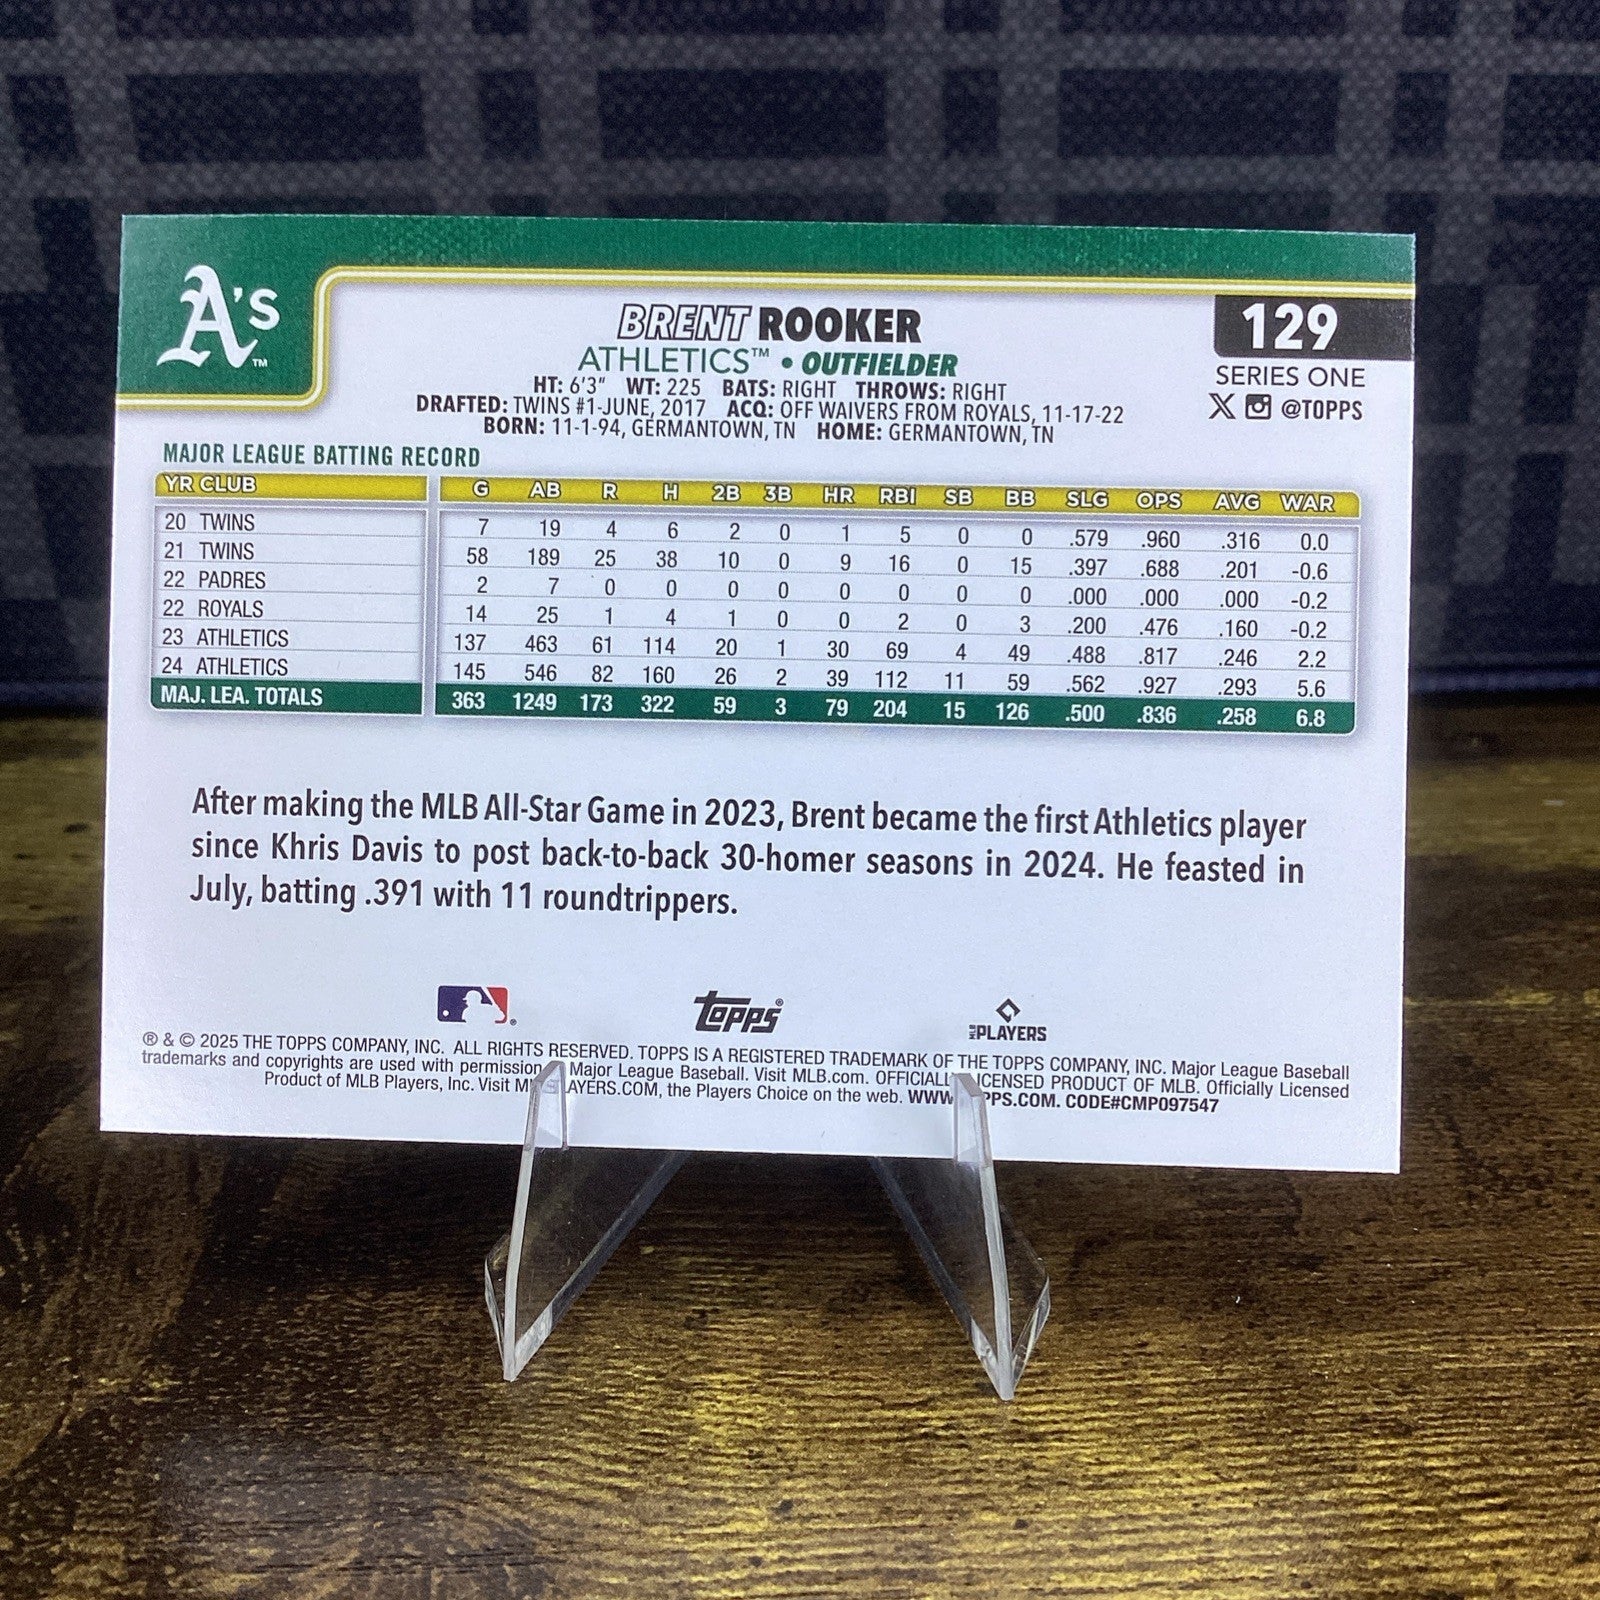 A's™
BRENT ROOKER
129
ATHLETICS™ • OUTFIELDER
SERIES ONE
HT: 6'3" WT: 225 BATS: RIGHT THROWS: RIGHT
@TOPPS
DRAFTED: TWINS #1-JUNE, 2017 ACQ: OFF WAIVERS FROM ROYALS, 11-17-22
BORN: 11-1-94, GERMANTOWN, TN HOME: GERMANTOWN, TN
MAJOR LEAGUE BATTING RECORD
YR CLUB G AB R H 2B 3B HR RBI SB BB SLG OPS AVG WAR
20 TWINS 7 19 4 6 2 0 1 5 0 0 .579 .960 .316 0.0
21 TWINS 58 189 25 38 10 0 9 16 0 15 .397 .688 .201 -0.6
22 PADRES 2 7 0 0 0 0 0 0 0 0 .000 .000 .000 -0.2
22 ROYALS 14 25 1 4 1 0 0 2 0 3 .200 .476 .160 -0.2
23 ATHLETICS 137 463 61 114 20 1 30 69 4 49 .488 .817 .246 2.2
24 ATHLETICS 145 546 82 160 26 2 39 112 11 59 .562 .927 .293 5.6
MAJ. LEA. TOTALS 363 1249 173 322 59 3 79 204 15 126 .500 .836 .258 6.8
After making the MLB All-Star Game in 2023, Brent became the first Athletics player
since Khris Davis to post back-to-back 30-homer seasons in 2024. He feasted in
July, batting .391 with 11 roundtrippers.
topps® MLB PLAYERS
® & © 2025 THE TOPPS COMPANY, INC. ALL RIGHTS RESERVED. TOPPS IS A REGISTERED TRADEMARK OF THE TOPPS COMPANY, INC. Major League Baseball
trademarks and copyrights are used with permission Major League Baseball. Visit MLB.com. OFFICIALLY LICENSED PRODUCT OF MLB. Officially Licensed
Product of MLB Players, Inc. Visit MLBPLAYERS.COM, the Players Choice on the web. WWW.TOPPS.COM. CODE#CMP097547